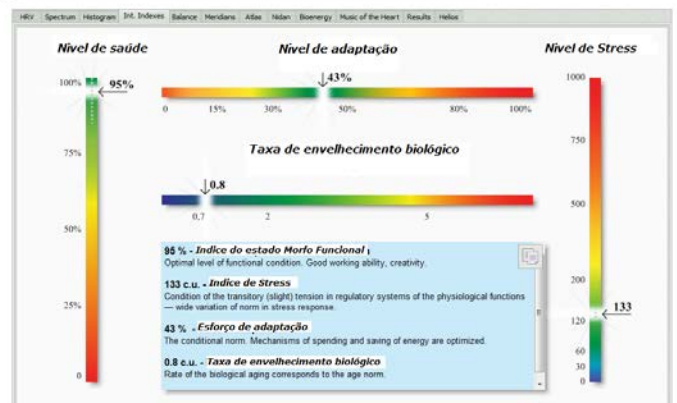 HRV Spectrum Histogram Int. Indexes Balance Meridians Atlas Nidan Bioenergy Music of the Heart Results Helios
Nivel de saúde
Nivel de adaptação
Nivel de Stress
100%
95%
75%
50%
25%
0
43%
0 15% 30% 50% 80% 100%
Taxa de envelhecimento biológico
0.8
0,7 2 5
95 % - Indice do estado Morfo Funcional
Optimal level of functional condition. Good working ability, creativity.
133 c.u. - Indice de Stress
Condition of the transitory (slight) tension in regulatory systems of the physiological functions
— wide variation of norm in stress response.
43 % - Esforço de adaptação
The conditional norm. Mechanisms of spending and saving of energy are optimized.
0.8 c.u. - Taxa de envelhecimento biológico
Rate of the biological aging corresponds to the age norm.
1000
750
500
200
133
120
60
30
0